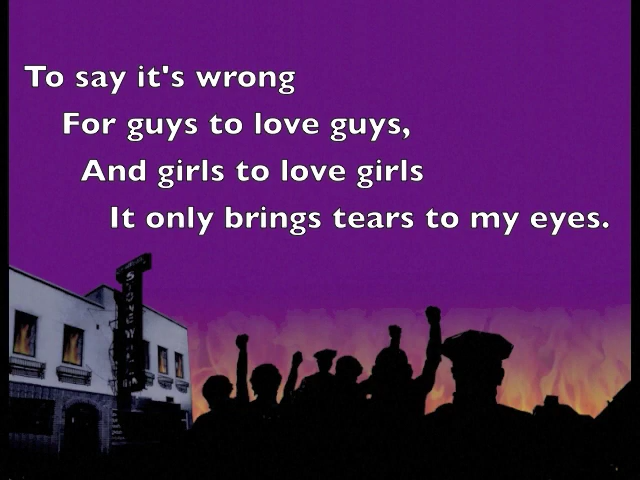 To say it's wrong
For guys to love guys,
And girls to love girls
It only brings tears to my eyes.
STONEWALL